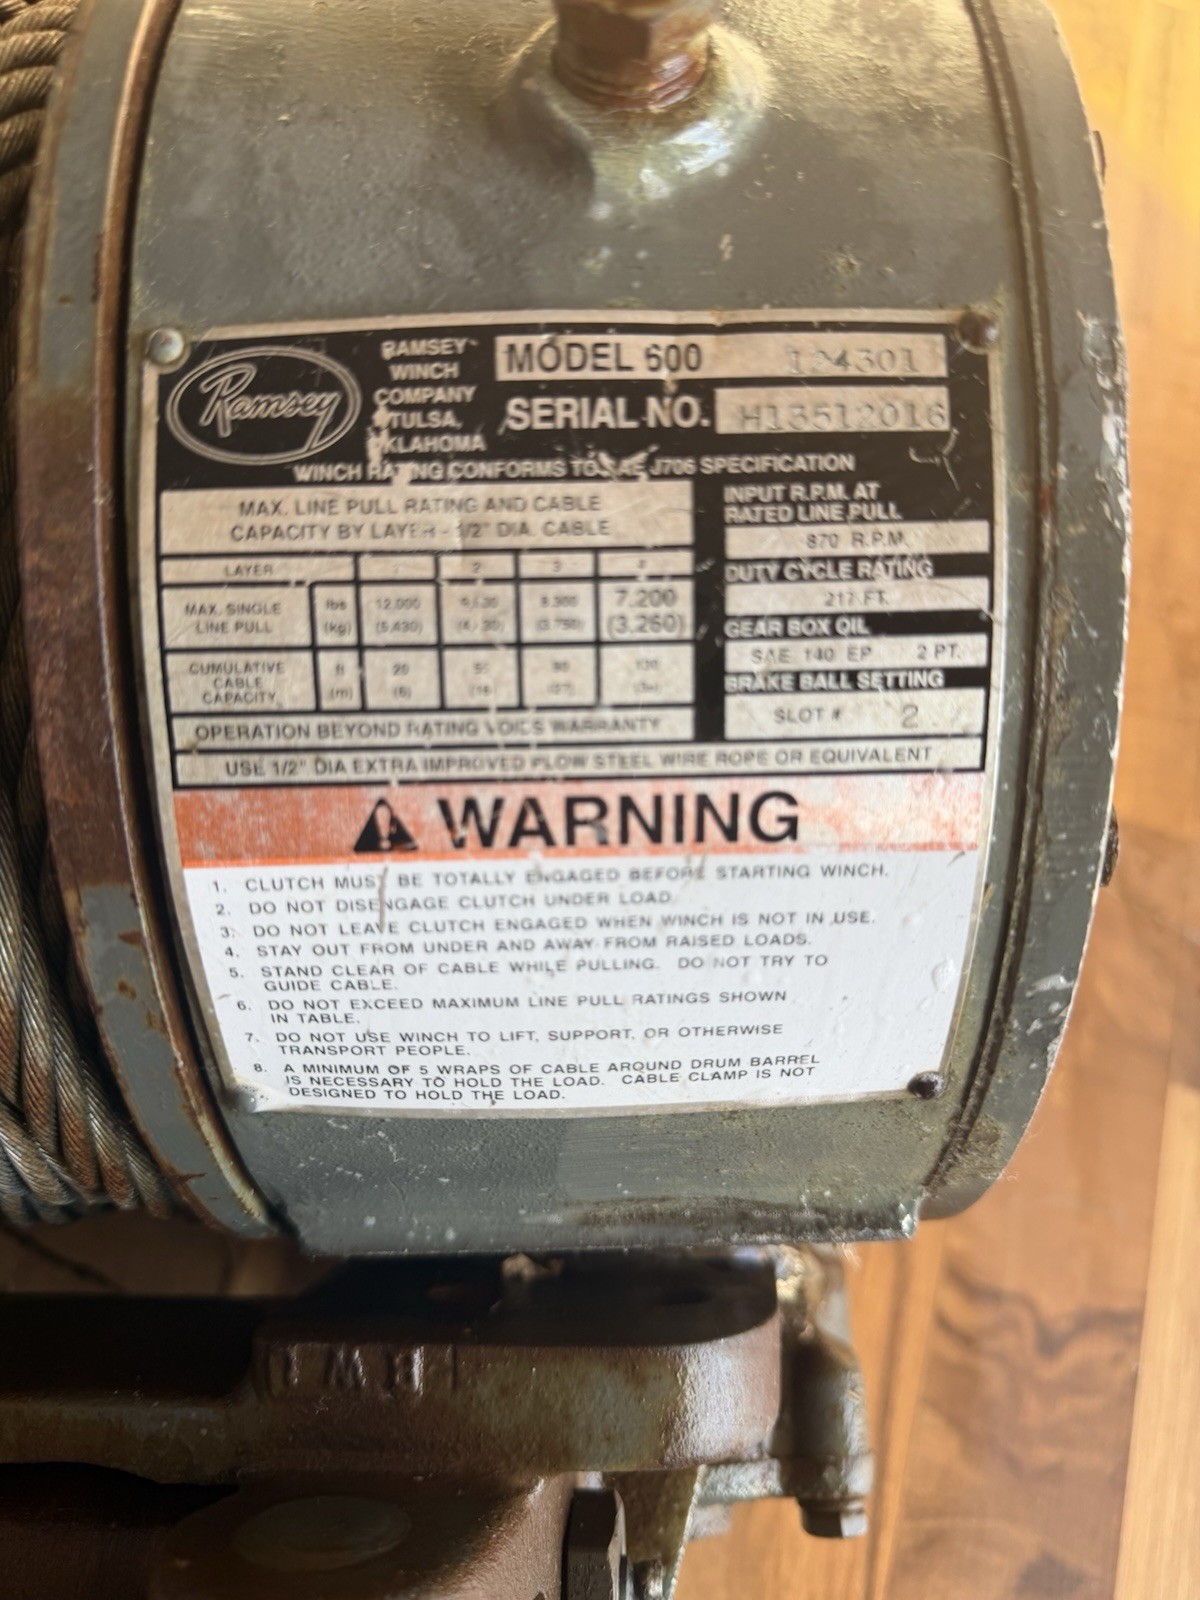 Ramsey
RAMSEY
WINCH
COMPANY
TULSA,
OKLAHOMA
MODEL 600 124301
SERIAL NO. H13512016
WINCH RATING CONFORMS TO SAE J706 SPECIFICATION
MAX. LINE PULL RATING AND CABLE
CAPACITY BY LAYER - 1/2" DIA. CABLE
LAYER 2 3 4
MAX. SINGLE
LINE PULL
lbs 12,000 8,300 7,200
(kg) (5,430) (3,750) (3,260)
CUMULATIVE
CABLE
CAPACITY
ft 20 130
(m) (6)
OPERATION BEYOND RATING VOIDS WARRANTY
INPUT R.P.M. AT
RATED LINE PULL
870 R.P.M.
DUTY CYCLE RATING
217 FT.
GEAR BOX OIL
SAE 140 EP 2 PT.
BRAKE BALL SETTING
SLOT # 2
USE 1/2" DIA EXTRA IMPROVED PLOW STEEL WIRE ROPE OR EQUIVALENT
WARNING
1. CLUTCH MUST BE TOTALLY ENGAGED BEFORE STARTING WINCH.
2. DO NOT DISENGAGE CLUTCH UNDER LOAD.
3. DO NOT LEAVE CLUTCH ENGAGED WHEN WINCH IS NOT IN USE.
4. STAY OUT FROM UNDER AND AWAY FROM RAISED LOADS.
5. STAND CLEAR OF CABLE WHILE PULLING. DO NOT TRY TO
GUIDE CABLE.
6. DO NOT EXCEED MAXIMUM LINE PULL RATINGS SHOWN
IN TABLE.
7. DO NOT USE WINCH TO LIFT, SUPPORT, OR OTHERWISE
TRANSPORT PEOPLE.
8. A MINIMUM OF 5 WRAPS OF CABLE AROUND DRUM BARREL
IS NECESSARY TO HOLD THE LOAD. CABLE CLAMP IS NOT
DESIGNED TO HOLD THE LOAD.